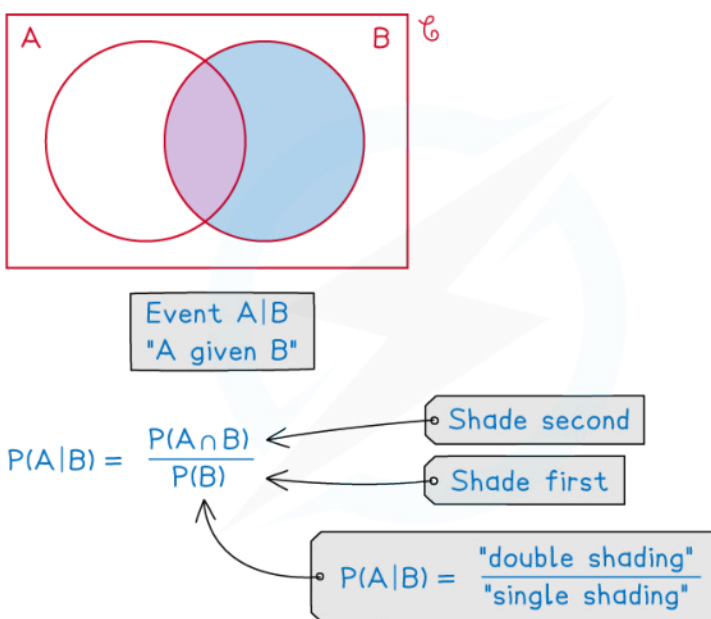 A B ℰ
Event A|B
"A given B"
P(A|B) = P(A∩B) / P(B)
Shade second
Shade first
P(A|B) = "double shading" / "single shading"